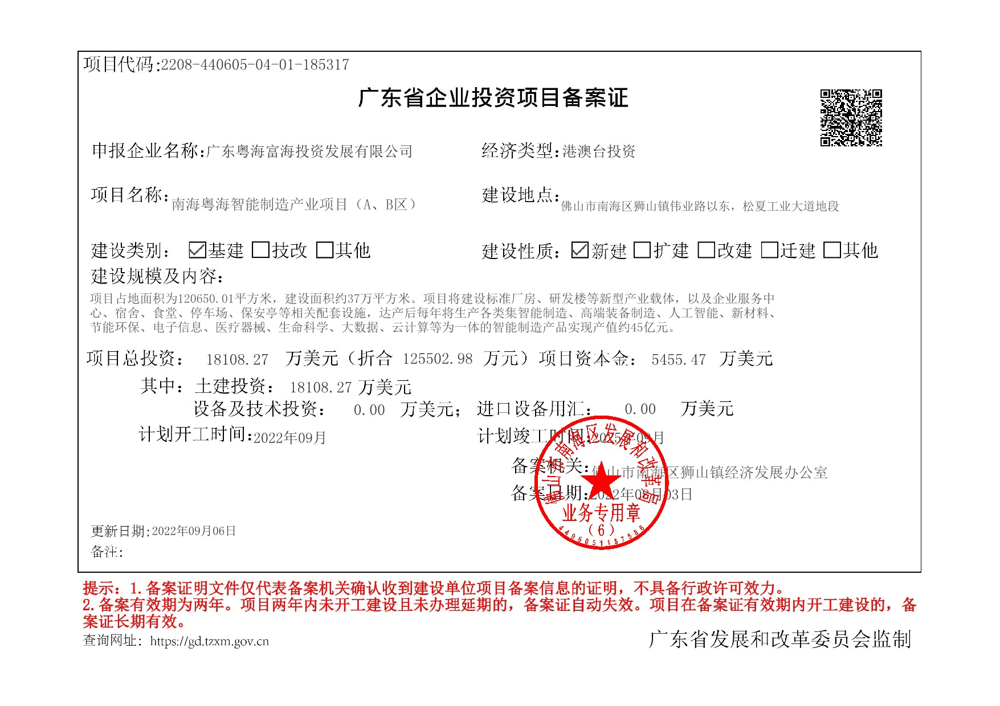 项目代码:2208-440605-04-01-185317
广东省企业投资项目备案证
申报企业名称:广东粤海富海投资发展有限公司 经济类型:港澳台投资
项目名称:南海粤海智能制造产业项目（A、B区） 建设地点:佛山市南海区狮山镇伟业路以东，松夏工业大道地段
建设类别： ☑基建 □技改 □其他 建设性质：☑新建 □扩建 □改建 □迁建 □其他
建设规模及内容：
项目占地面积为120650.01平方米，建设面积约37万平方米。项目将建设标准厂房、研发楼等新型产业载体，以及企业服务中
心、宿舍、食堂、停车场、保安亭等相关配套设施，达产后每年将生产各类集智能制造、高端装备制造、人工智能、新材料、
节能环保、电子信息、医疗器械、生命科学、大数据、云计算等为一体的智能制造产品实现产值约45亿元。
项目总投资： 18108.27 万美元（折合 125502.98 万元）项目资本金： 5455.47 万美元
其中：土建投资： 18108.27 万美元
设备及技术投资： 0.00 万美元；进口设备用汇： 0.00 万美元
计划开工时间:2022年09月 计划竣工时间:2025年09月
备案机关:佛山市南海区狮山镇经济发展办公室
备案日期:2022年08月03日
佛山市南海区发展和改革局
业务专用章
（6）
4406051157586
更新日期:2022年09月06日
备注:
提示：1.备案证明文件仅代表备案机关确认收到建设单位项目备案信息的证明，不具备行政许可效力。
2.备案有效期为两年。项目两年内未开工建设且未办理延期的，备案证自动失效。项目在备案证有效期内开工建设的，备
案证长期有效。
查询网址：https://gd.tzxm.gov.cn
广东省发展和改革委员会监制